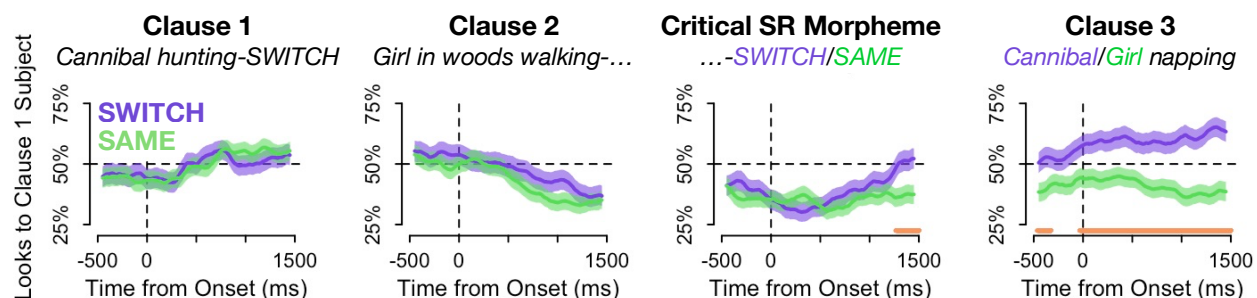 Clause 1
Cannibal hunting-SWITCH
Clause 2
Girl in woods walking-…
Critical SR Morpheme
…-SWITCH/SAME
Clause 3
Cannibal/Girl napping
Looks to Clause 1 Subject
75%
50%
25%
SWITCH
SAME
-500 0 1500
Time from Onset (ms)
75%
50%
25%
-500 0 1500
Time from Onset (ms)
75%
50%
25%
-500 0 1500
Time from Onset (ms)
75%
50%
25%
-500 0 1500
Time from Onset (ms)